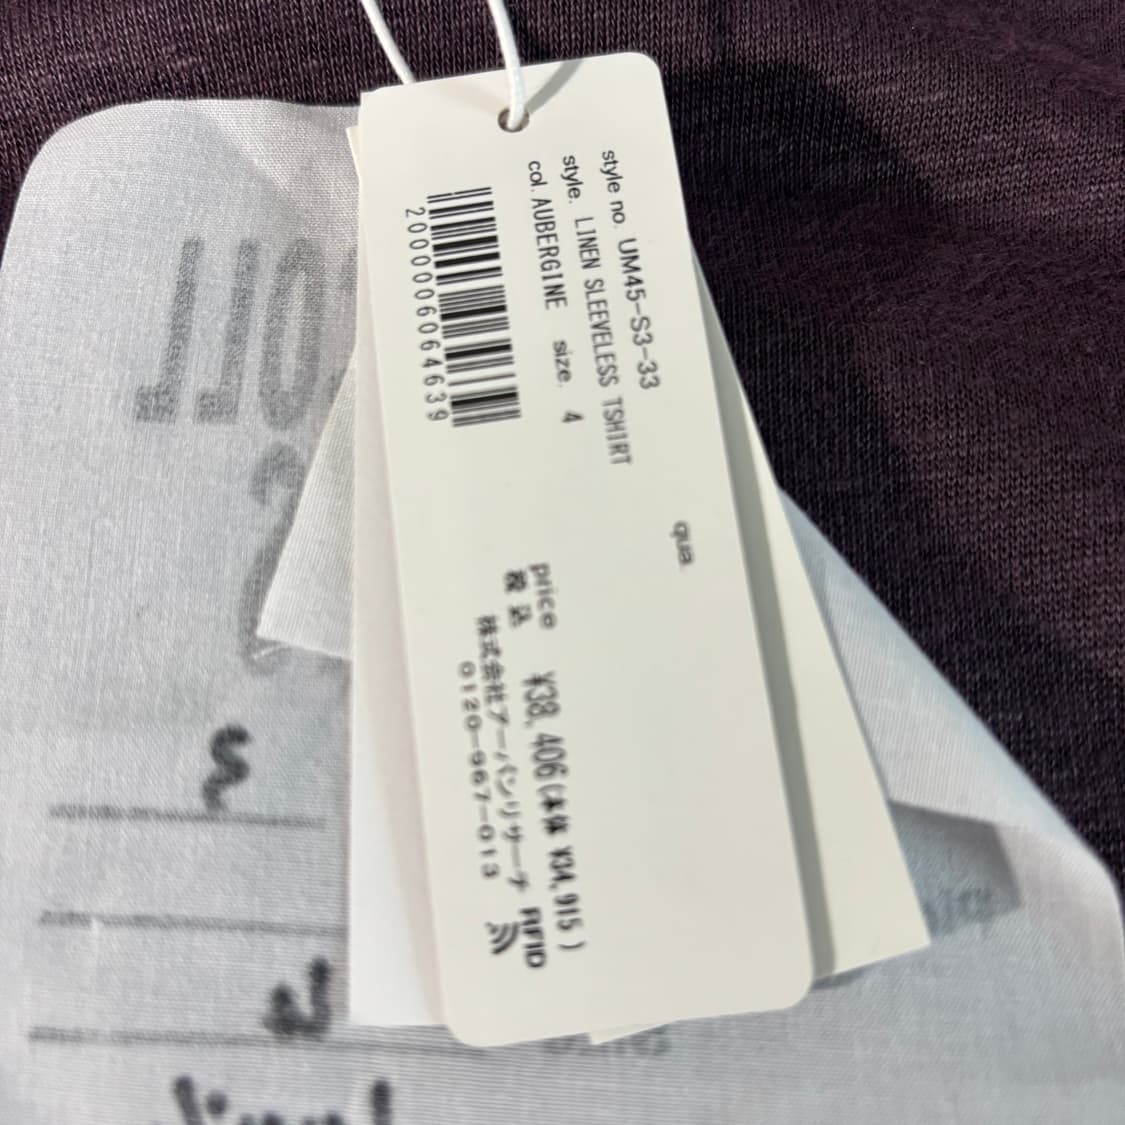 style no. UM45-S3-33
style. LINEN SLEEVELESS TSHIRT
col. AUBERGINE size. 4
2000006064639
qua
price ¥38,406(本体 ¥34,915)
税込
株式会社アーバンリサーチ
0120-967-013
RFID